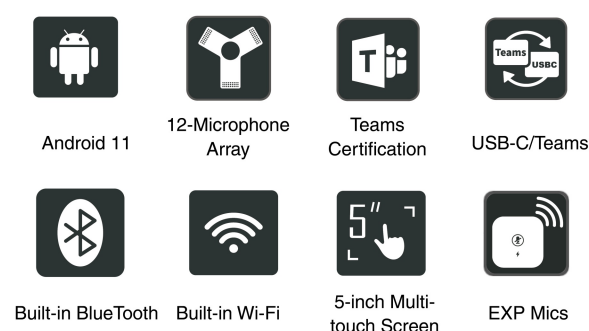 T
Teams
USBC
Android 11
12-Microphone
Array
Teams
Certification
USB-C/Teams
5"
Built-in BlueTooth
Built-in Wi-Fi
5-inch Multi-
touch Screen
EXP Mics